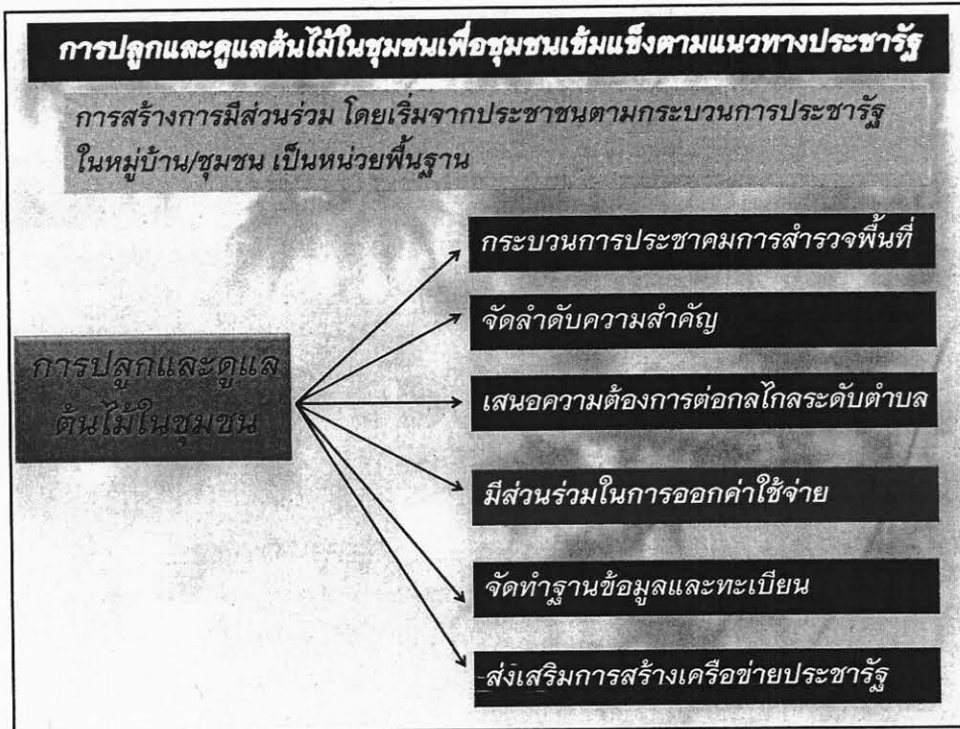 การปลูกและดูแลต้นไม้ในชุมชนเพื่อชุมชนเข้มแข็งตามแนวทางประชารัฐ
การสร้างการมีส่วนร่วม โดยเริ่มจากประชาชนตามกระบวนการประชารัฐ
ในหมู่บ้าน/ชุมชน เป็นหน่วยพื้นฐาน
การปลูกและดูแล
ต้นไม้ในชุมชน
กระบวนการประชาคมการสำรวจพื้นที่
จัดลำดับความสำคัญ
เสนอความต้องการต่อกลไกลระดับตำบล
มีส่วนร่วมในการออกค่าใช้จ่าย
จัดทำฐานข้อมูลและทะเบียน
ส่งเสริมการสร้างเครือข่ายประชารัฐ